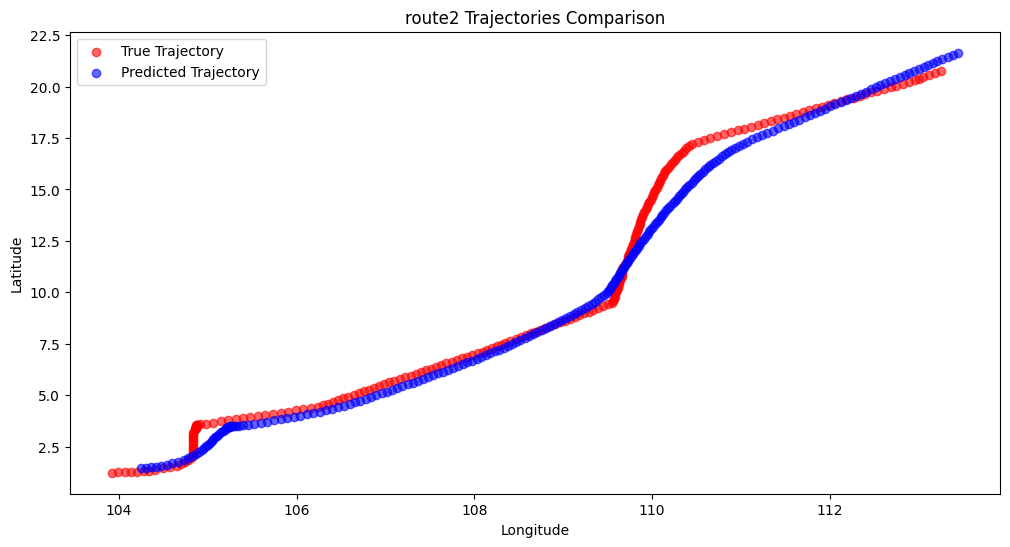 route2 Trajectories Comparison
True Trajectory
Predicted Trajectory
22.5
20.0
17.5
15.0
12.5
10.0
7.5
5.0
2.5
Latitude
104 106 108 110 112
Longitude